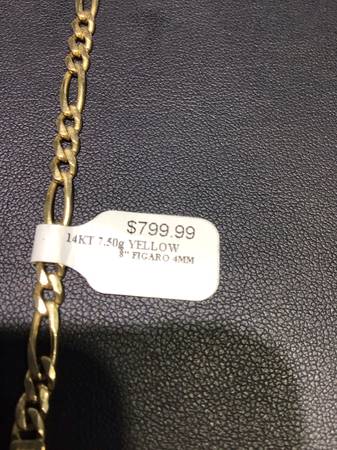 $799.99
14KT 7.50g YELLOW
8" FIGARO 4MM